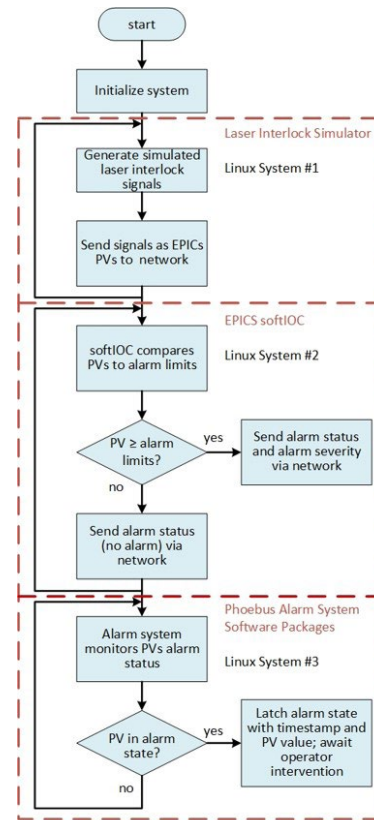 start
Initialize system
Laser Interlock Simulator
Generate simulated
laser interlock
signals
Linux System #1
Send signals as EPICs
PVs to network
EPICS softIOC
softIOC compares
PVs to alarm limits
Linux System #2
PV ≥ alarm
limits?
yes
Send alarm status
and alarm severity
via network
no
Send alarm status
(no alarm) via
network
Phoebus Alarm System
Software Packages
Alarm system
monitors PVs alarm
status
Linux System #3
PV in alarm
state?
yes
Latch alarm state
with timestamp and
PV value; await
operator
intervention
no